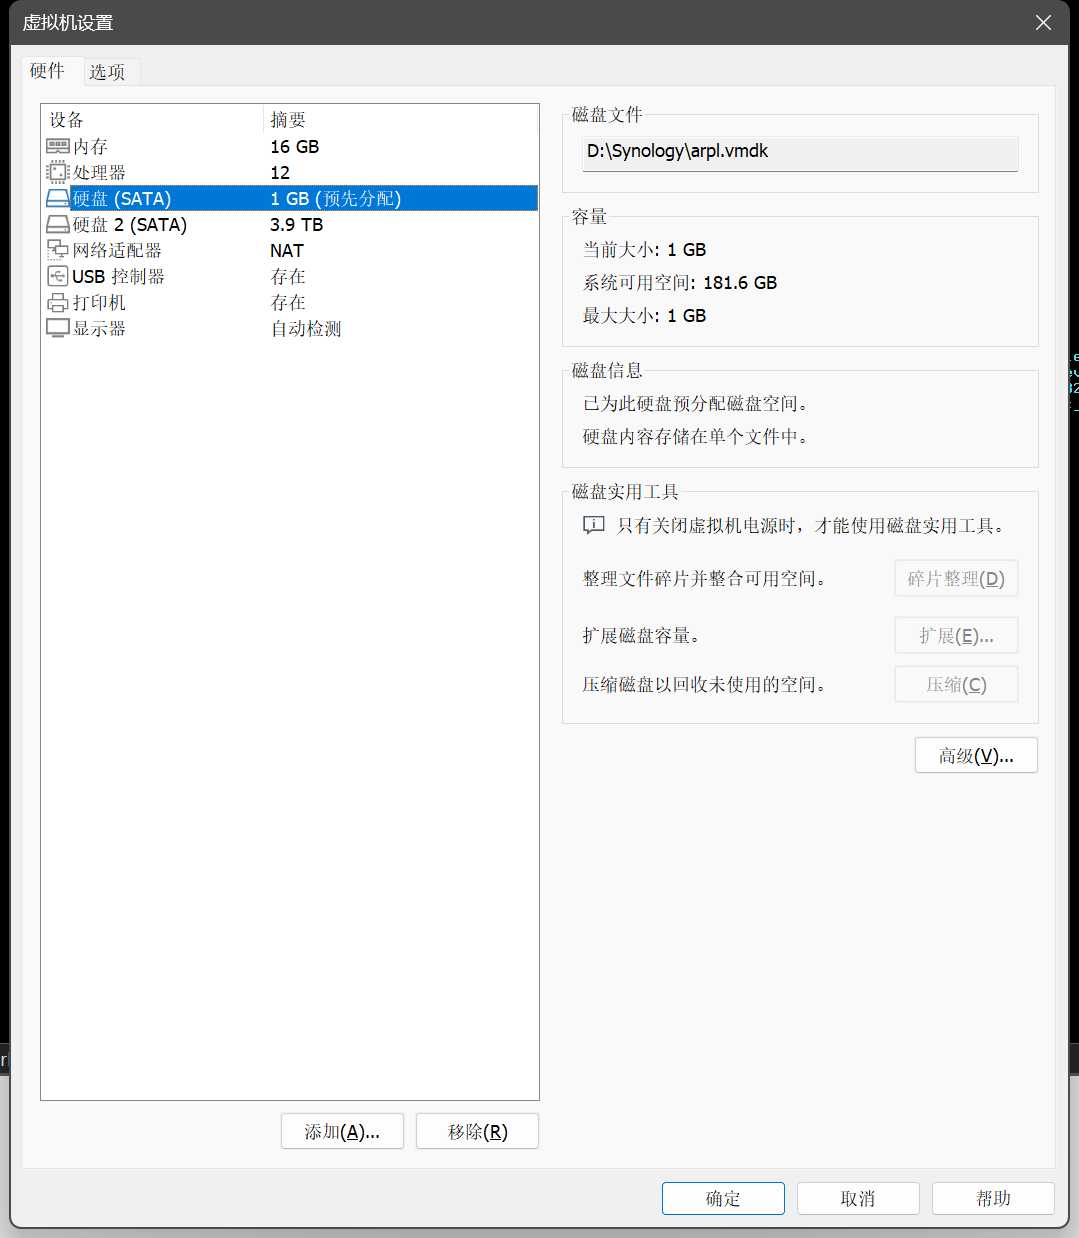 虚拟机设置
硬件 选项
设备 摘要
内存 16 GB
处理器 12
硬盘 (SATA) 1 GB (预先分配)
硬盘 2 (SATA) 3.9 TB
网络适配器 NAT
USB 控制器 存在
打印机 存在
显示器 自动检测
添加(A)... 移除(R)
磁盘文件
D:\Synology\arpl.vmdk
容量
当前大小: 1 GB
系统可用空间: 181.6 GB
最大大小: 1 GB
磁盘信息
已为此硬盘预分配磁盘空间。
硬盘内容存储在单个文件中。
磁盘实用工具
只有关闭虚拟机电源时，才能使用磁盘实用工具。
整理文件碎片并整合可用空间。 碎片整理(D)
扩展磁盘容量。 扩展(E)...
压缩磁盘以回收未使用的空间。 压缩(C)
高级(V)...
确定 取消 帮助